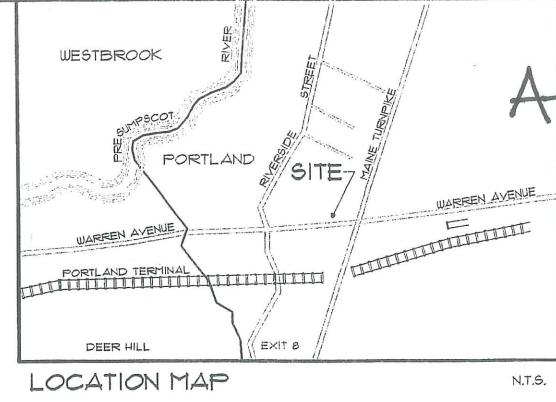 WESTBROOK
RIVER
PRESUMPSCOT
PORTLAND
STREET
RIVERSIDE
SITE
MAINE TURNPIKE
A
WARREN AVENUE
WARREN AVENUE
PORTLAND TERMINAL
DEER HILL
EXIT 8
LOCATION MAP
N.T.S.